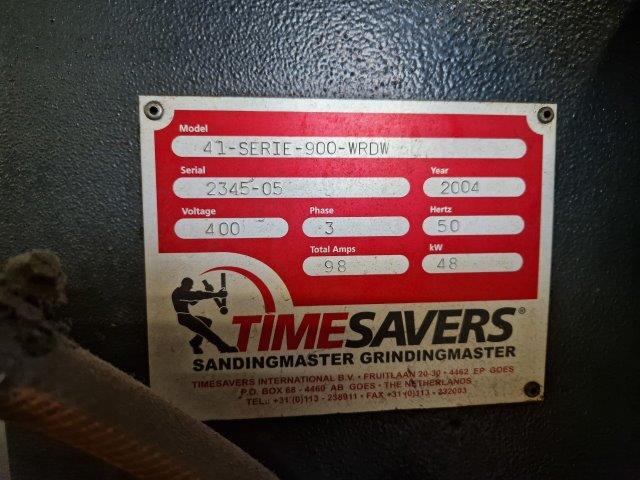 Model
41-SERIE-900-WRDW
Serial
Year
2345-05
2004
Voltage
Phase
Hertz
400
3
50
Total Amps
kW
98
48
TIMESAVERS®
SANDINGMASTER GRINDINGMASTER
TIMESAVERS INTERNATIONAL B.V. • FRUITLAAN 20-30 • 4462 EP GOES
P.O. BOX 68 - 4460 AB GOES - THE NETHERLANDS
TEL.: +31 (0)113 - 238911 • FAX +31 (0)113 - 232003